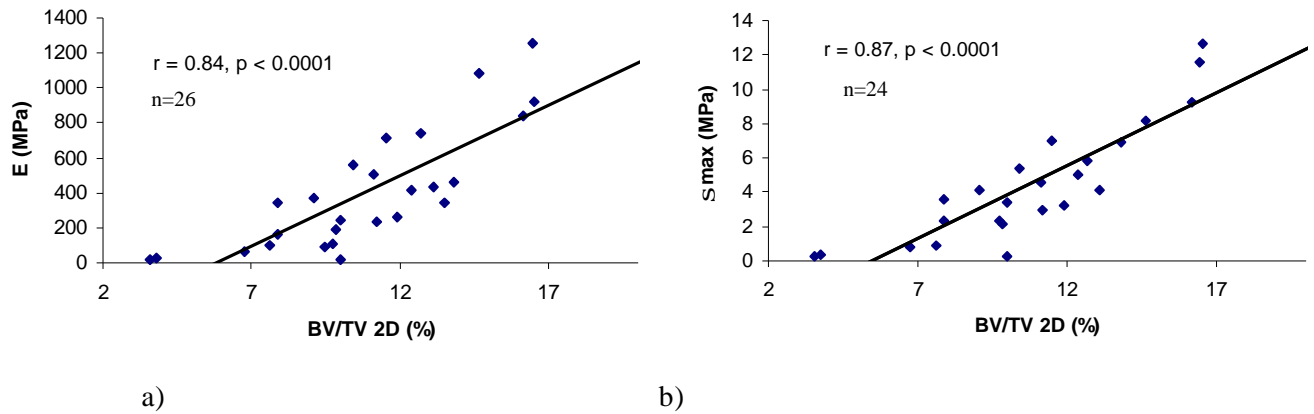 1400
1200
1000
800
600
400
200
0
E (MPa)
r = 0.84, p < 0.0001
n=26
2
7
12
17
BV/TV 2D (%)
a)
14
12
10
8
6
4
2
0
s max (MPa)
r = 0.87, p < 0.0001
n=24
2
7
12
17
BV/TV 2D (%)
b)